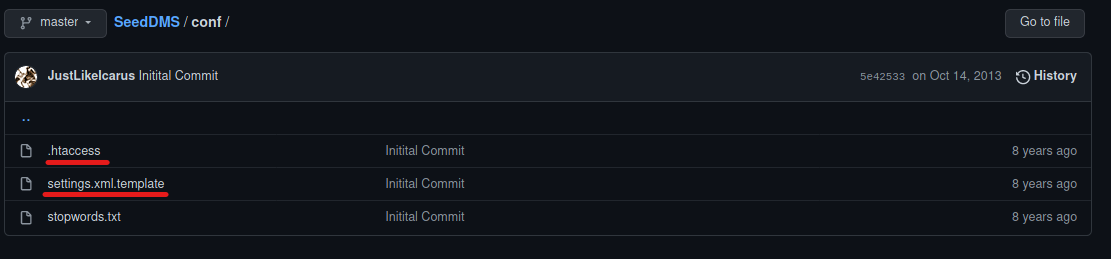 master SeedDMS / conf / Go to file
JustLikeIcarus Initital Commit 5e42533 on Oct 14, 2013 History
..
.htaccess Initital Commit 8 years ago
settings.xml.template Initital Commit 8 years ago
stopwords.txt Initital Commit 8 years ago